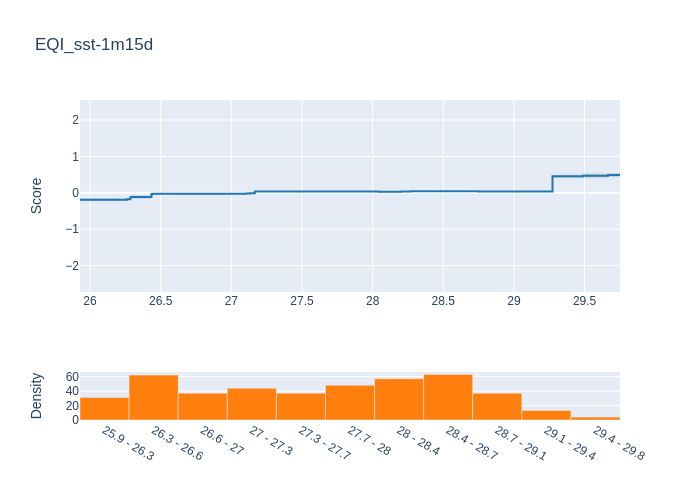 EQI_sst-1m15d
Score
2
1
0
−1
−2
26
26.5
27
27.5
28
28.5
29
29.5
Density
60
40
20
0
25.9 - 26.3
26.3 - 26.6
26.6 - 27
27 - 27.3
27.3 - 27.7
27.7 - 28
28 - 28.4
28.4 - 28.7
28.7 - 29.1
29.1 - 29.4
29.4 - 29.8